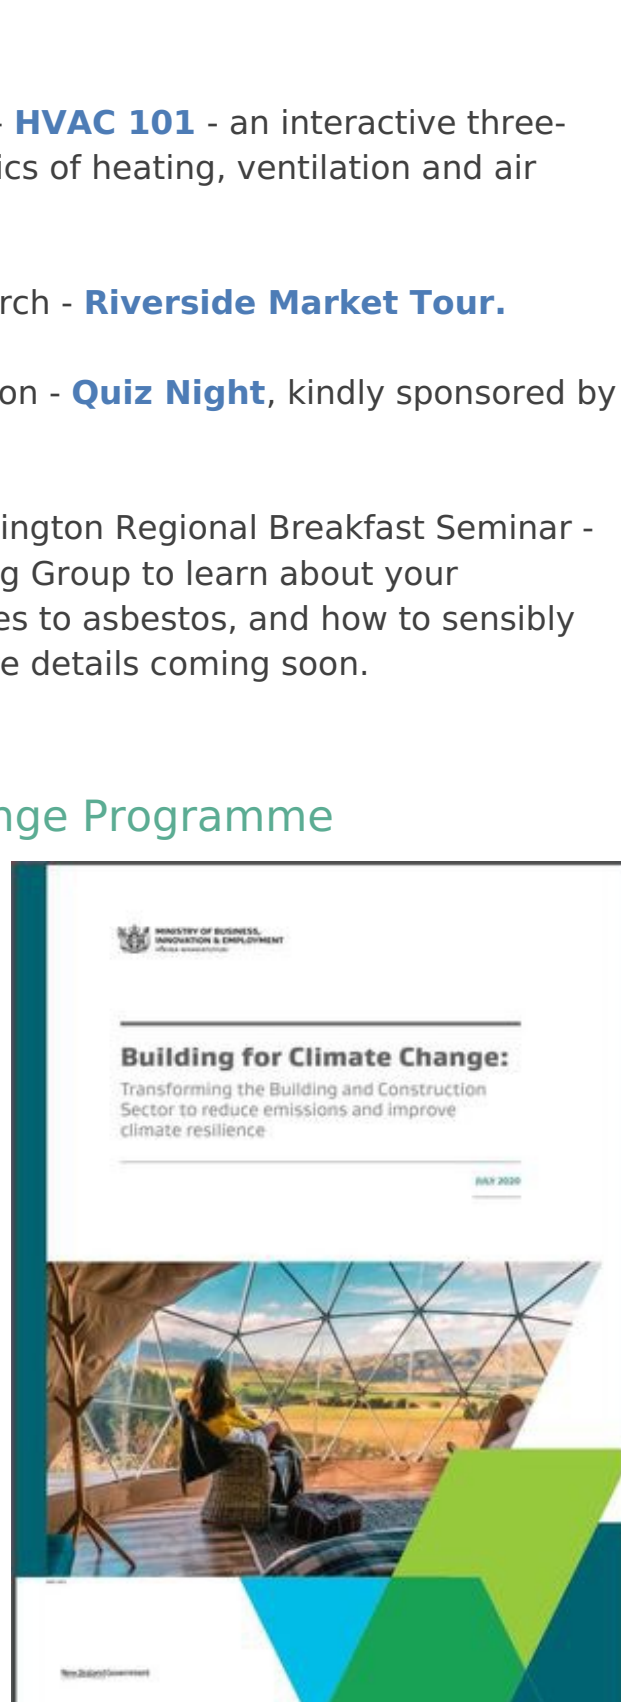 - HVAC 101 - an interactive three-
ics of heating, ventilation and air
rch - Riverside Market Tour.
on - Quiz Night, kindly sponsored by
ington Regional Breakfast Seminar -
g Group to learn about your
es to asbestos, and how to sensibly
e details coming soon.
nge Programme
MINISTRY OF BUSINESS,
INNOVATION & EMPLOYMENT
Building for Climate Change:
Transforming the Building and Construction
Sector to reduce emissions and improve
climate resilience
JULY 2020
New Zealand Government